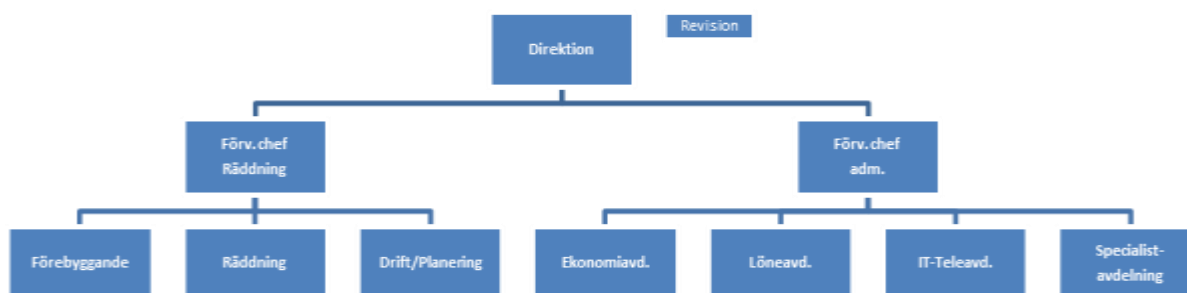 Revision
Direktion
Förv.chef
Räddning
Förv.chef
adm.
Förebyggande
Räddning
Drift/Planering
Ekonomiavd.
Löneavd.
IT-Teleavd.
Specialist-
avdelning